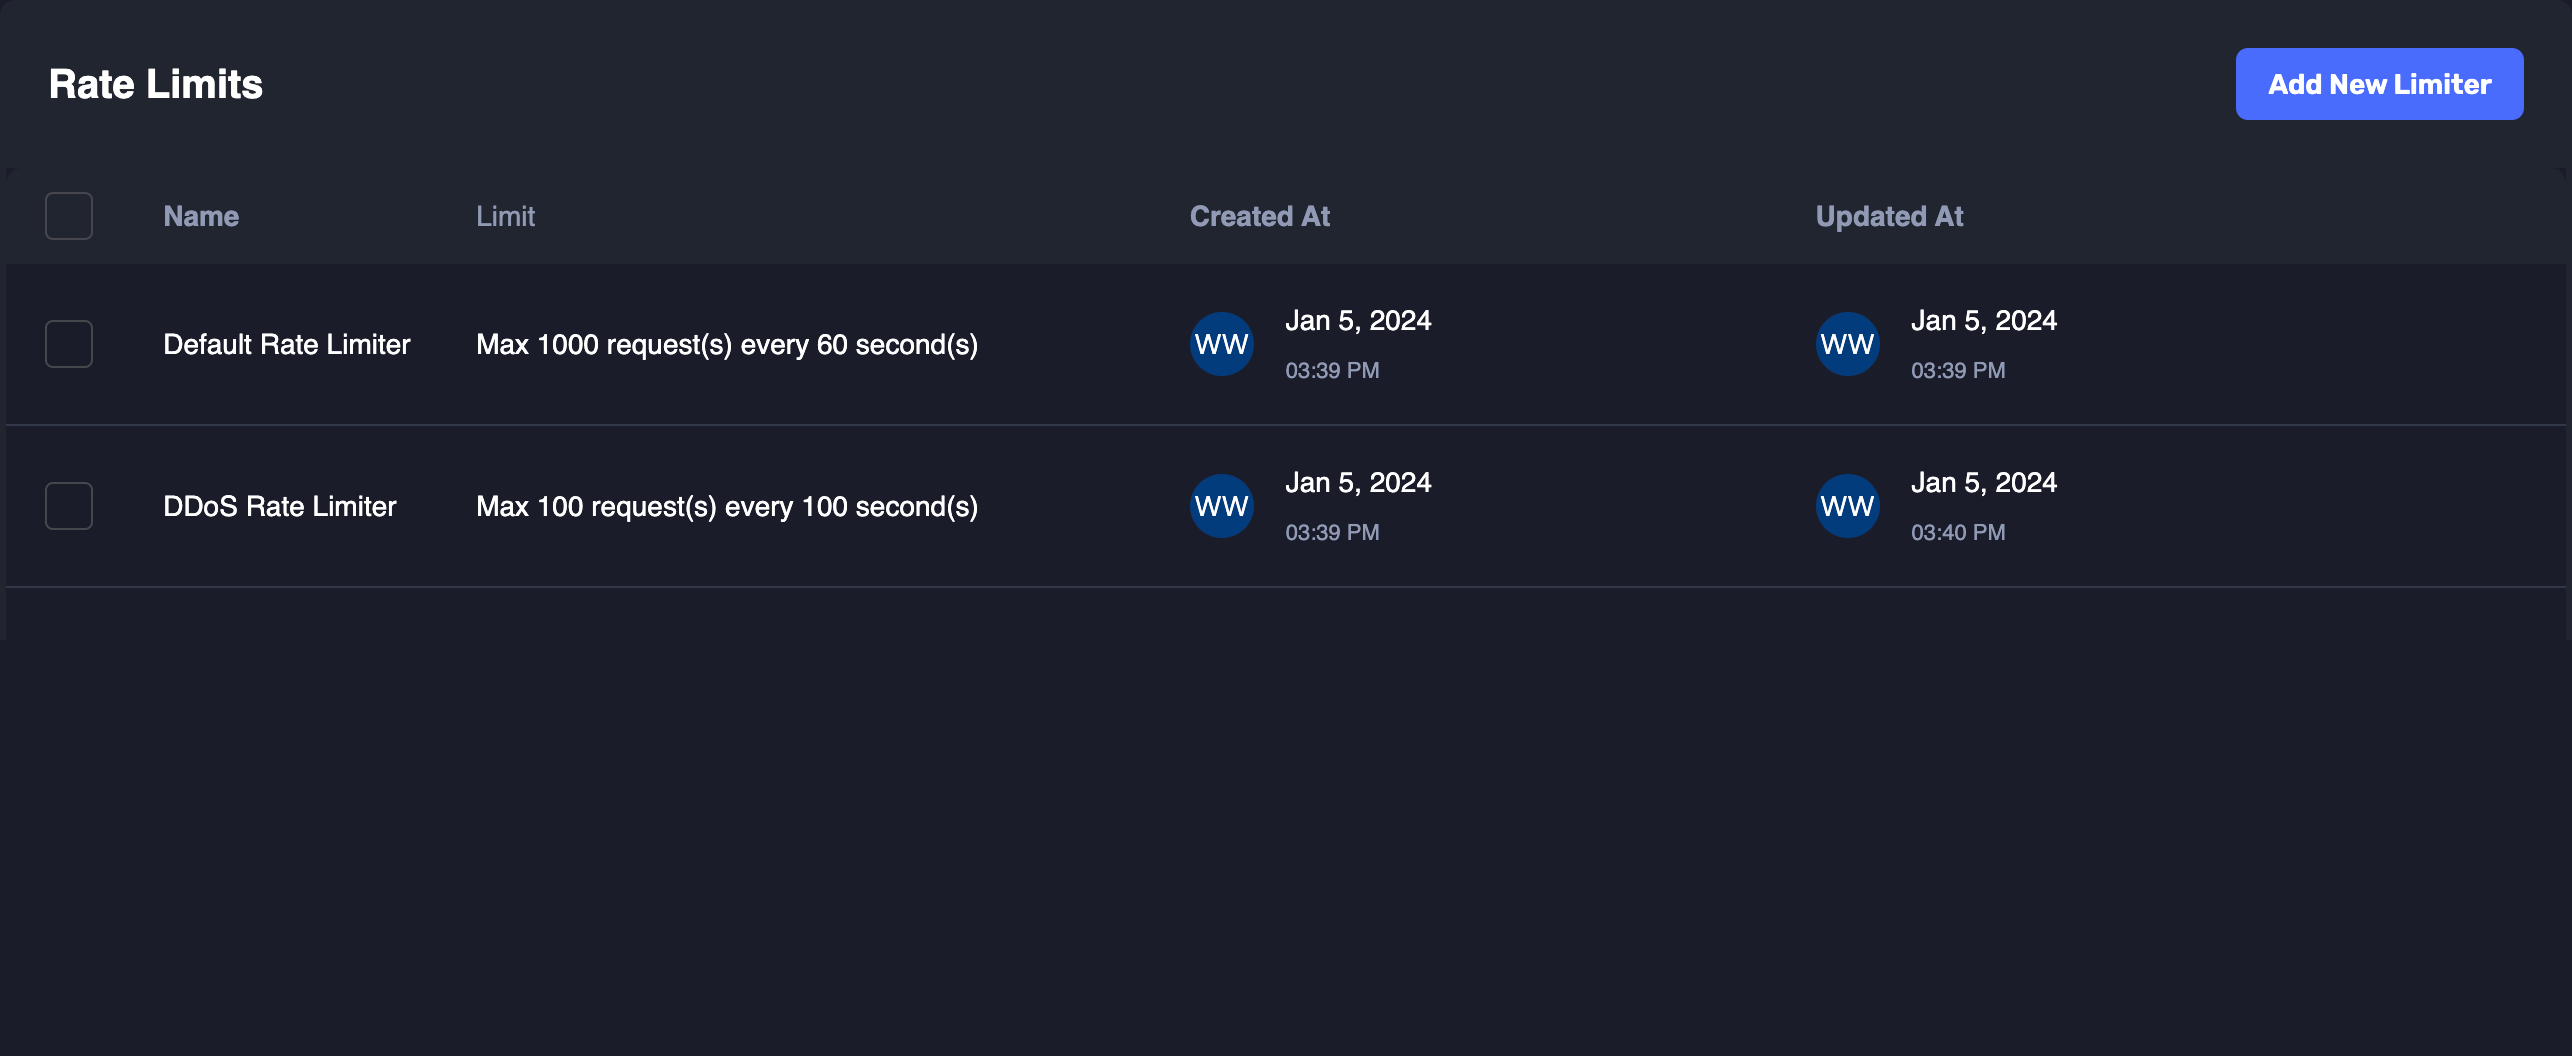 Rate Limits
Add New Limiter
Name Limit Created At Updated At
Default Rate Limiter Max 1000 request(s) every 60 second(s) WW Jan 5, 2024 WW Jan 5, 2024
03:39 PM 03:39 PM
DDoS Rate Limiter Max 100 request(s) every 100 second(s) WW Jan 5, 2024 WW Jan 5, 2024
03:39 PM 03:40 PM